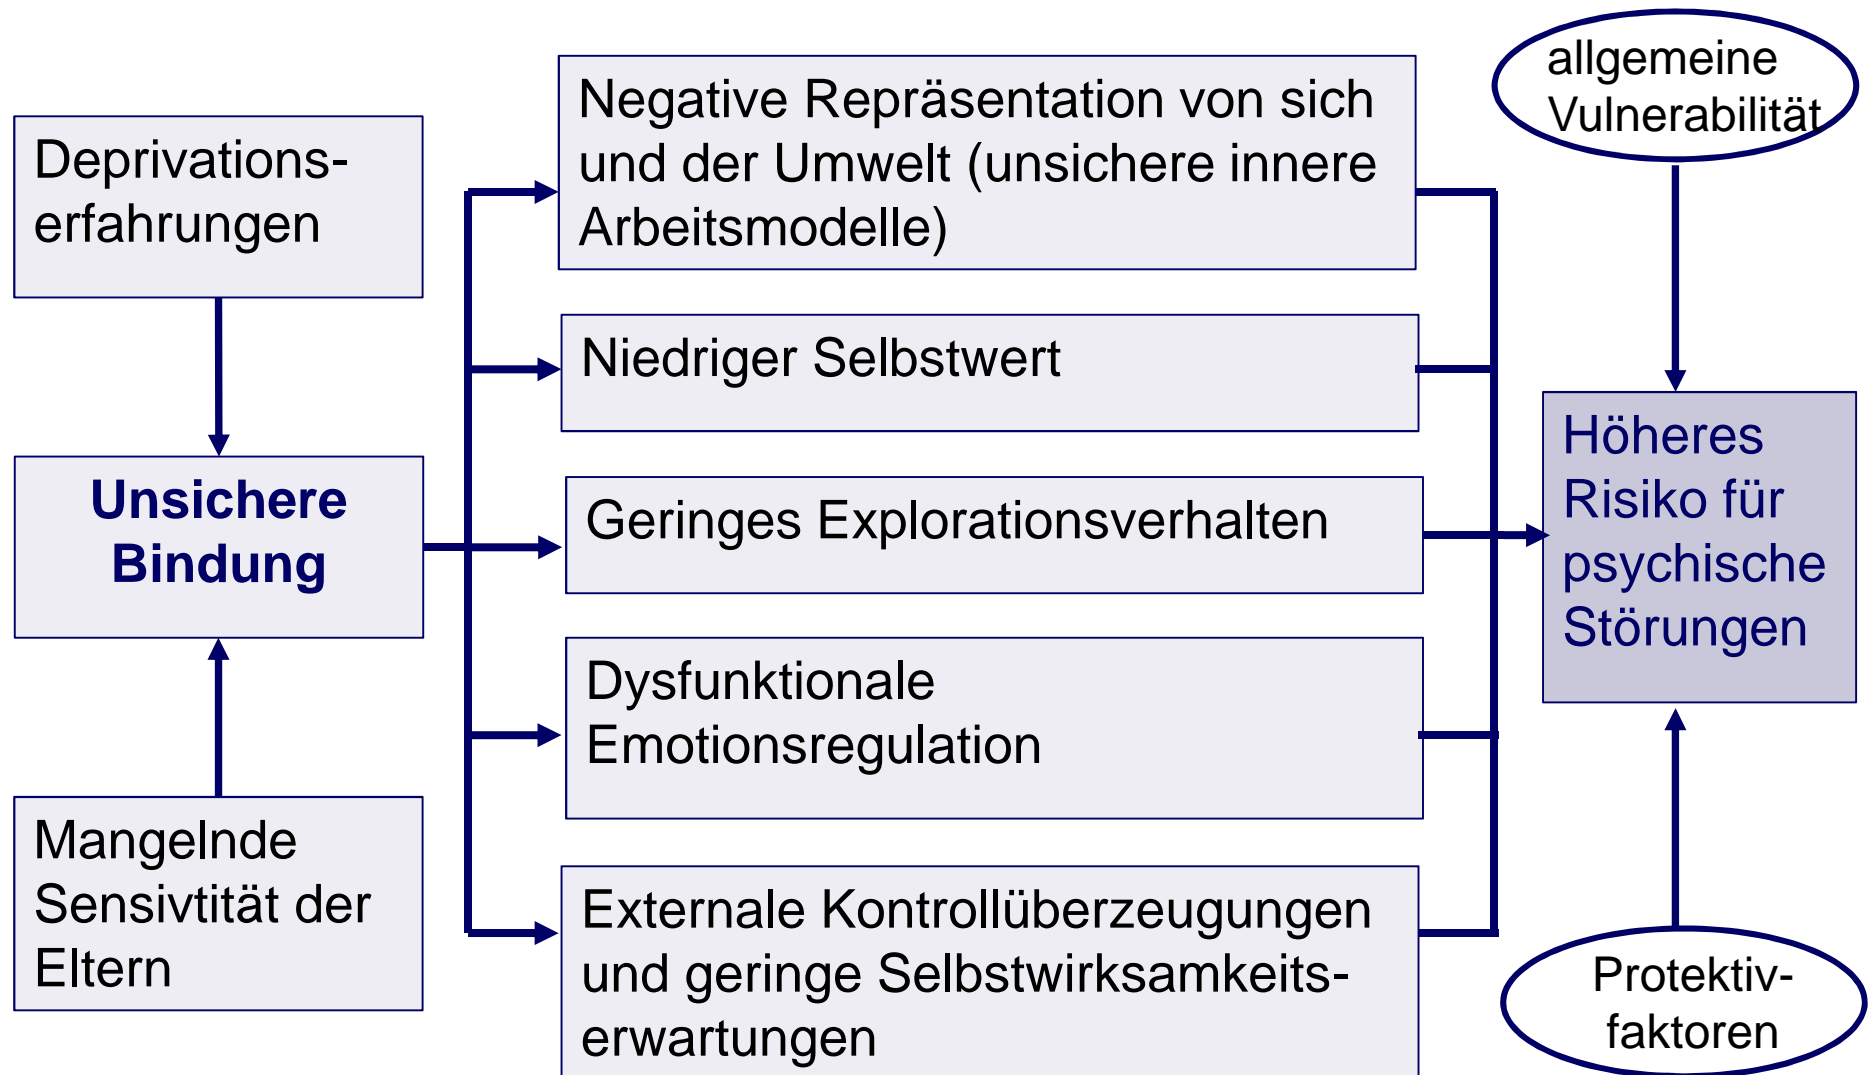 Deprivations-
erfahrungen
Unsichere
Bindung
Mangelnde
Sensivtität der
Eltern
Negative Repräsentation von sich
und der Umwelt (unsichere innere
Arbeitsmodelle)
Niedriger Selbstwert
Geringes Explorationsverhalten
Dysfunktionale
Emotionsregulation
Externale Kontrollüberzeugungen
und geringe Selbstwirksamkeits-
erwartungen
allgemeine
Vulnerabilität
Höheres
Risiko für
psychische
Störungen
Protektiv-
faktoren